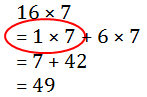 16 × 7
= 1 × 7 + 6 × 7
= 7 + 42
= 49